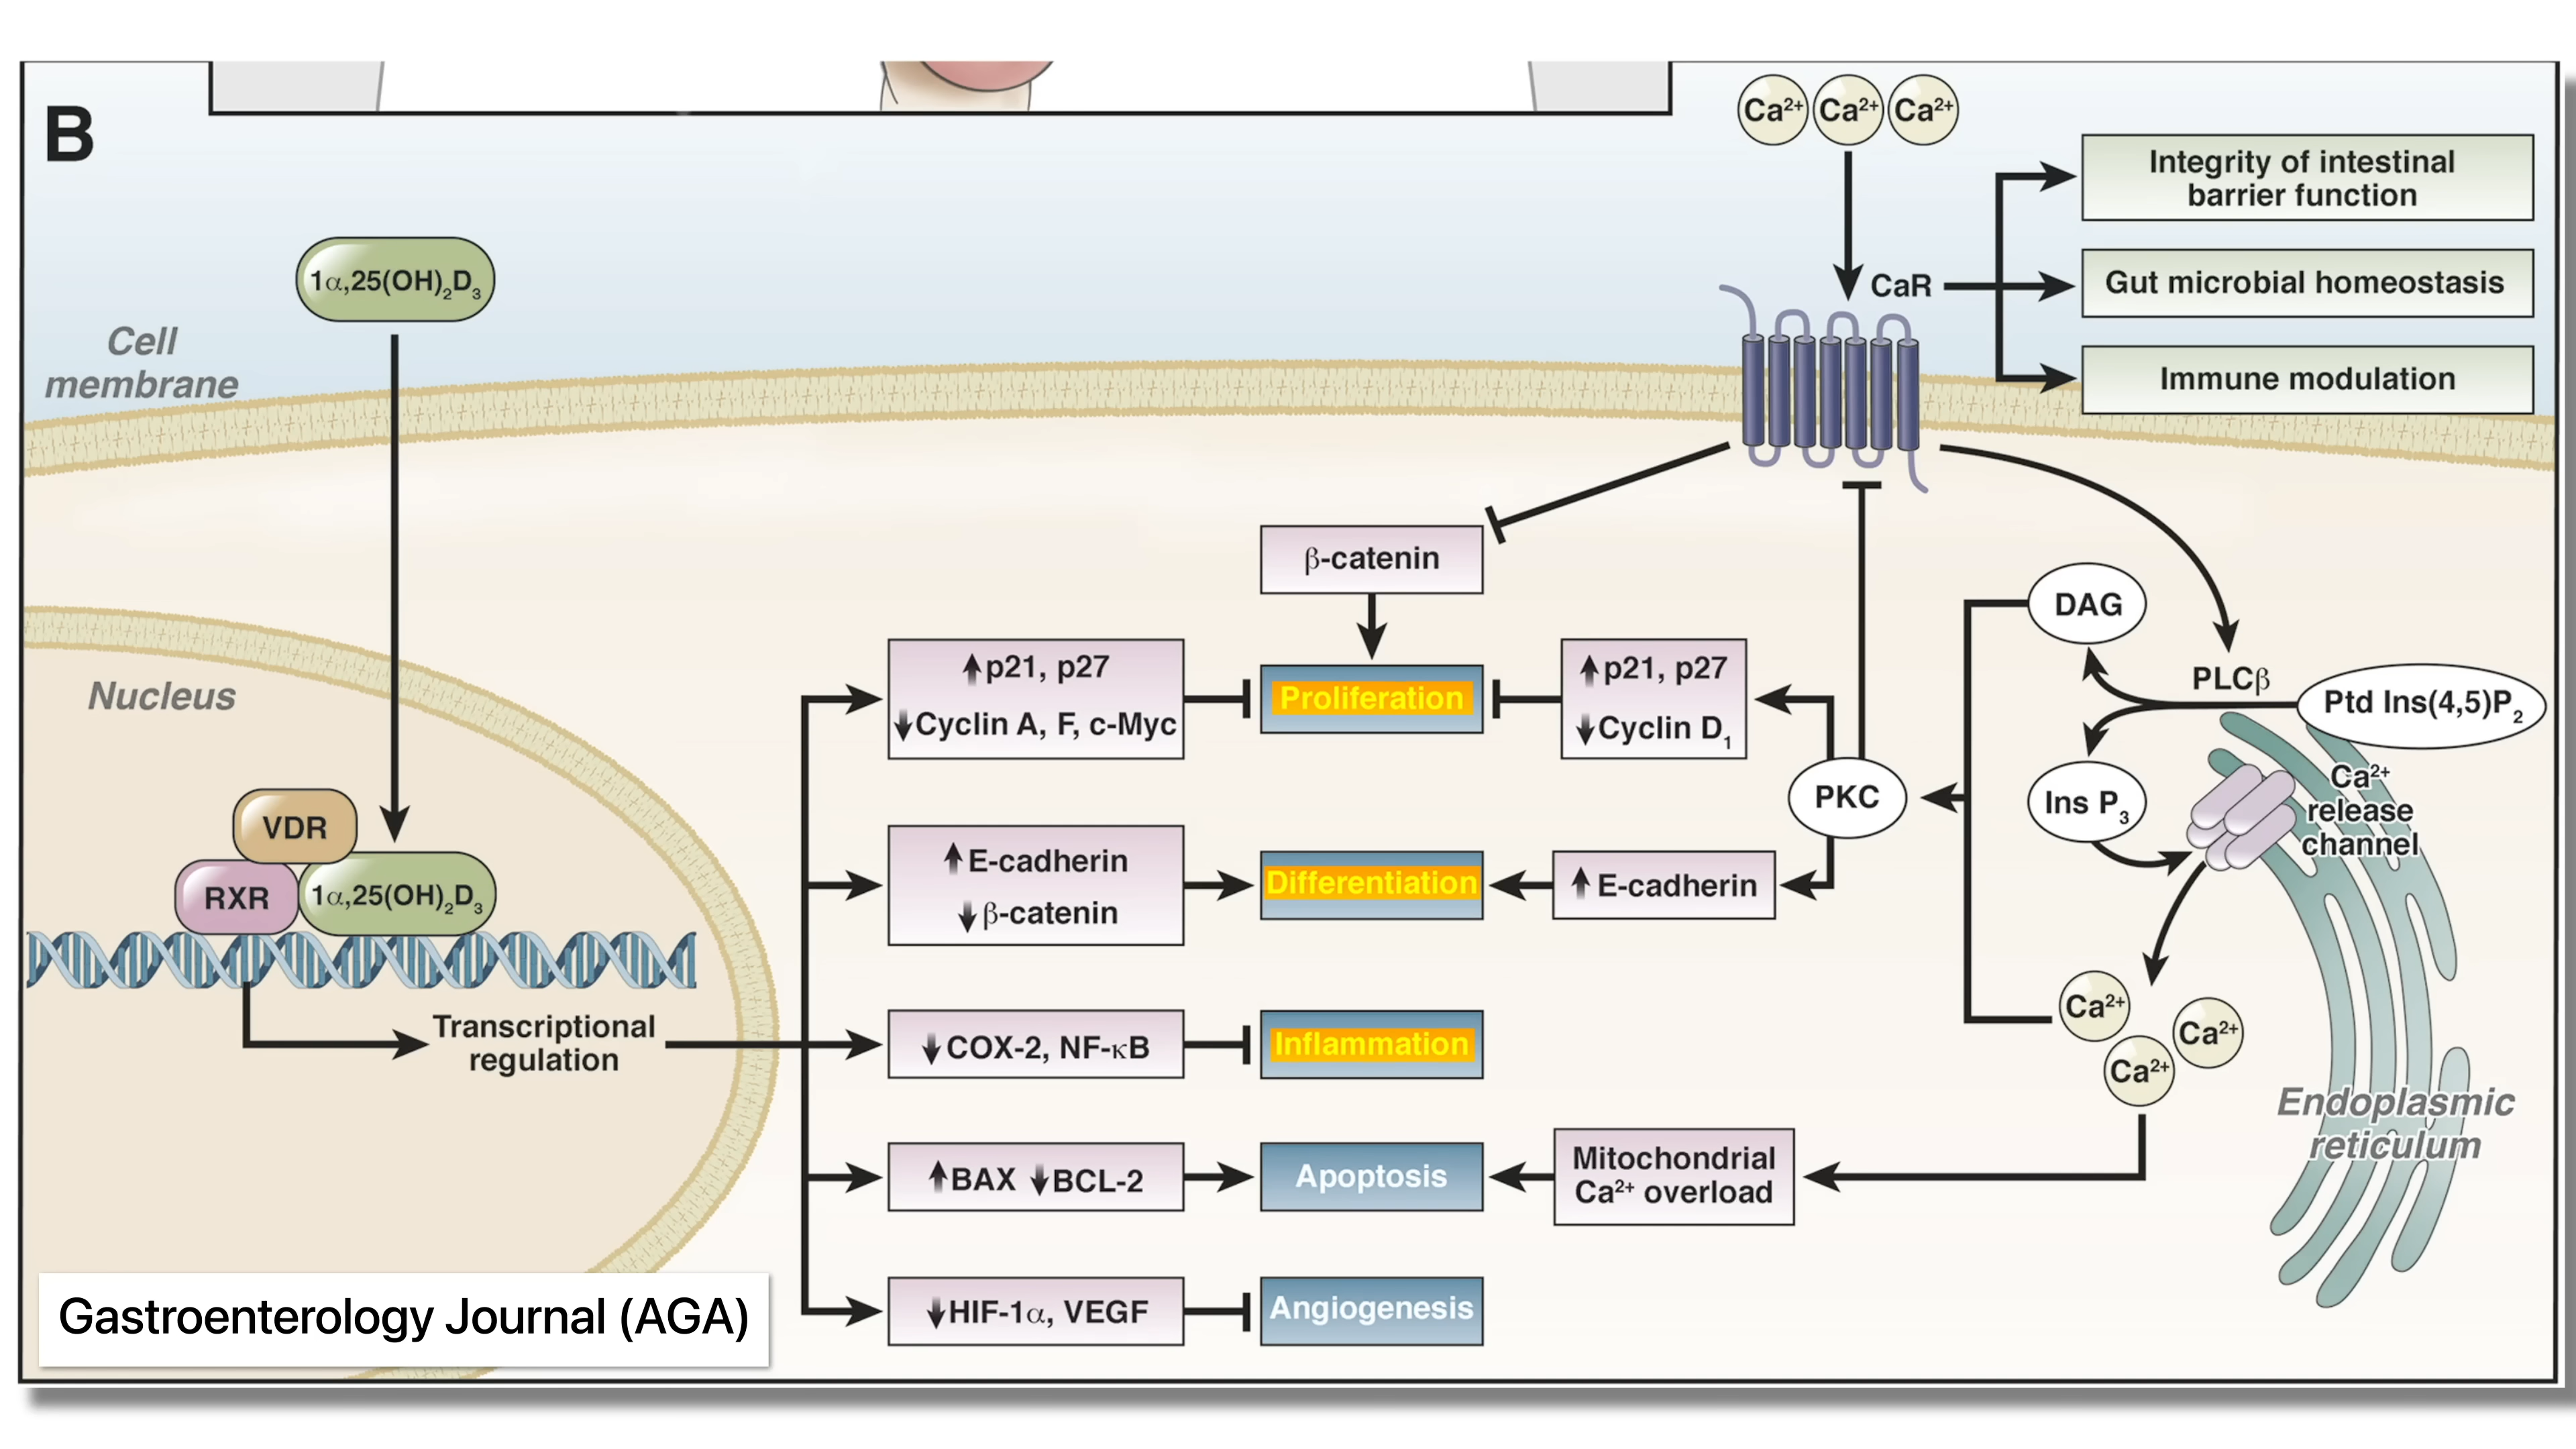 B
Ca²⁺ Ca²⁺ Ca²⁺
Integrity of intestinal
barrier function
Gut microbial homeostasis
Immune modulation
CaR
1α,25(OH)₂D₃
Cell
membrane
β-catenin
DAG
PLCβ
Ptd Ins(4,5)P₂
Nucleus
↑p21, p27
↓Cyclin A, F, c-Myc
Proliferation
↑p21, p27
↓Cyclin D₁
PKC
Ins P₃
Ca²⁺
release
channel
VDR
RXR
1α,25(OH)₂D₃
↑E-cadherin
↓β-catenin
Differentiation
↑E-cadherin
Transcriptional
regulation
↓COX-2, NF-κB
Inflammation
Ca²⁺
Ca²⁺
Ca²⁺
Endoplasmic
reticulum
↑BAX ↓BCL-2
Apoptosis
Mitochondrial
Ca²⁺ overload
↓HIF-1α, VEGF
Angiogenesis
Gastroenterology Journal (AGA)